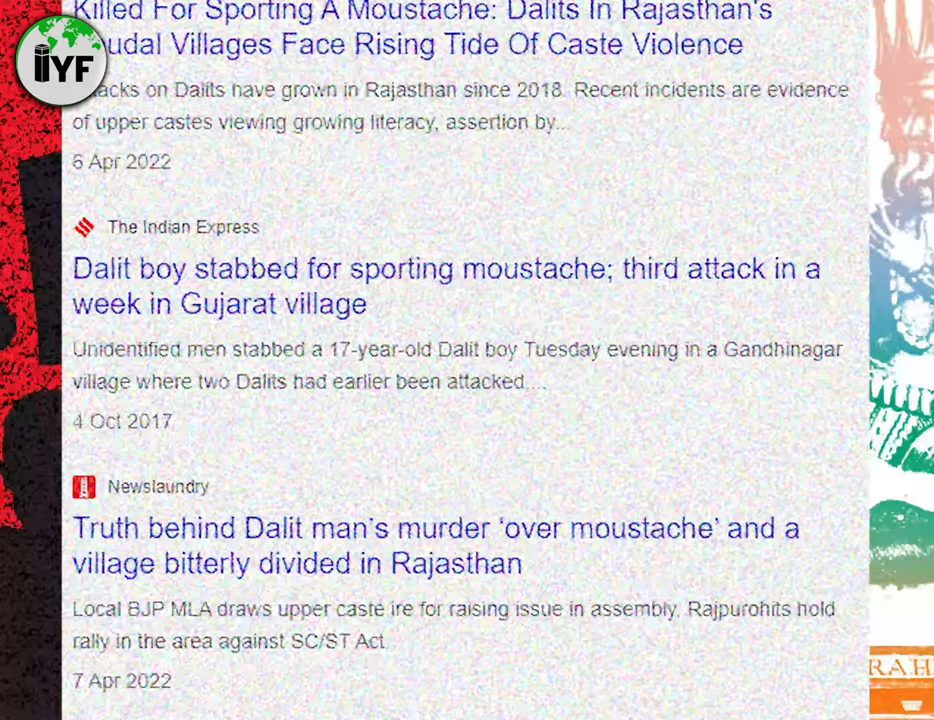 Killed For Sporting A Moustache: Dalits In Rajasthan's
udal Villages Face Rising Tide Of Caste Violence
IYF
acks on Dalits have grown in Rajasthan since 2018. Recent incidents are evidence
of upper castes viewing growing literacy, assertion by...
6 Apr 2022
The Indian Express
Dalit boy stabbed for sporting moustache; third attack in a
week in Gujarat village
Unidentified men stabbed a 17-year-old Dalit boy Tuesday evening in a Gandhinagar
village where two Dalits had earlier been attacked....
4 Oct 2017
Newslaundry
Truth behind Dalit man's murder 'over moustache' and a
village bitterly divided in Rajasthan
Local BJP MLA draws upper caste ire for raising issue in assembly. Rajpurohits hold
rally in the area against SC/ST Act.
7 Apr 2022
RAH